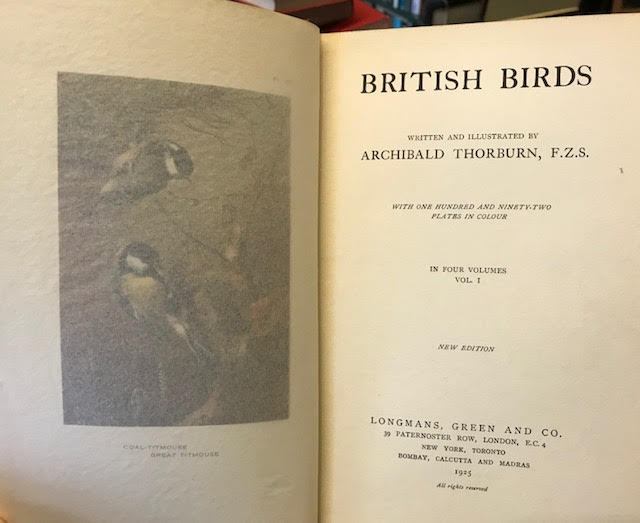 COAL-TITMOUSE
GREAT TITMOUSE
BRITISH BIRDS
WRITTEN AND ILLUSTRATED BY
ARCHIBALD THORBURN, F.Z.S.
WITH ONE HUNDRED AND NINETY-TWO
PLATES IN COLOUR
IN FOUR VOLUMES
VOL. I
NEW EDITION
LONGMANS, GREEN AND CO.
39 PATERNOSTER ROW, LONDON, E.C. 4
NEW YORK, TORONTO
BOMBAY, CALCUTTA AND MADRAS
1925
All rights reserved